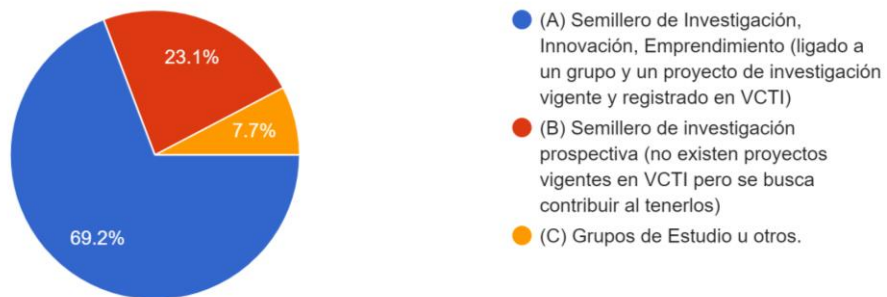 23.1%
7.7%
69.2%
(A) Semillero de Investigación,
Innovación, Emprendimiento (ligado a
un grupo y un proyecto de investigación
vigente y registrado en VCTI)
(B) Semillero de investigación
prospectiva (no existen proyectos
vigentes en VCTI pero se busca
contribuir al tenerlos)
(C) Grupos de Estudio u otros.